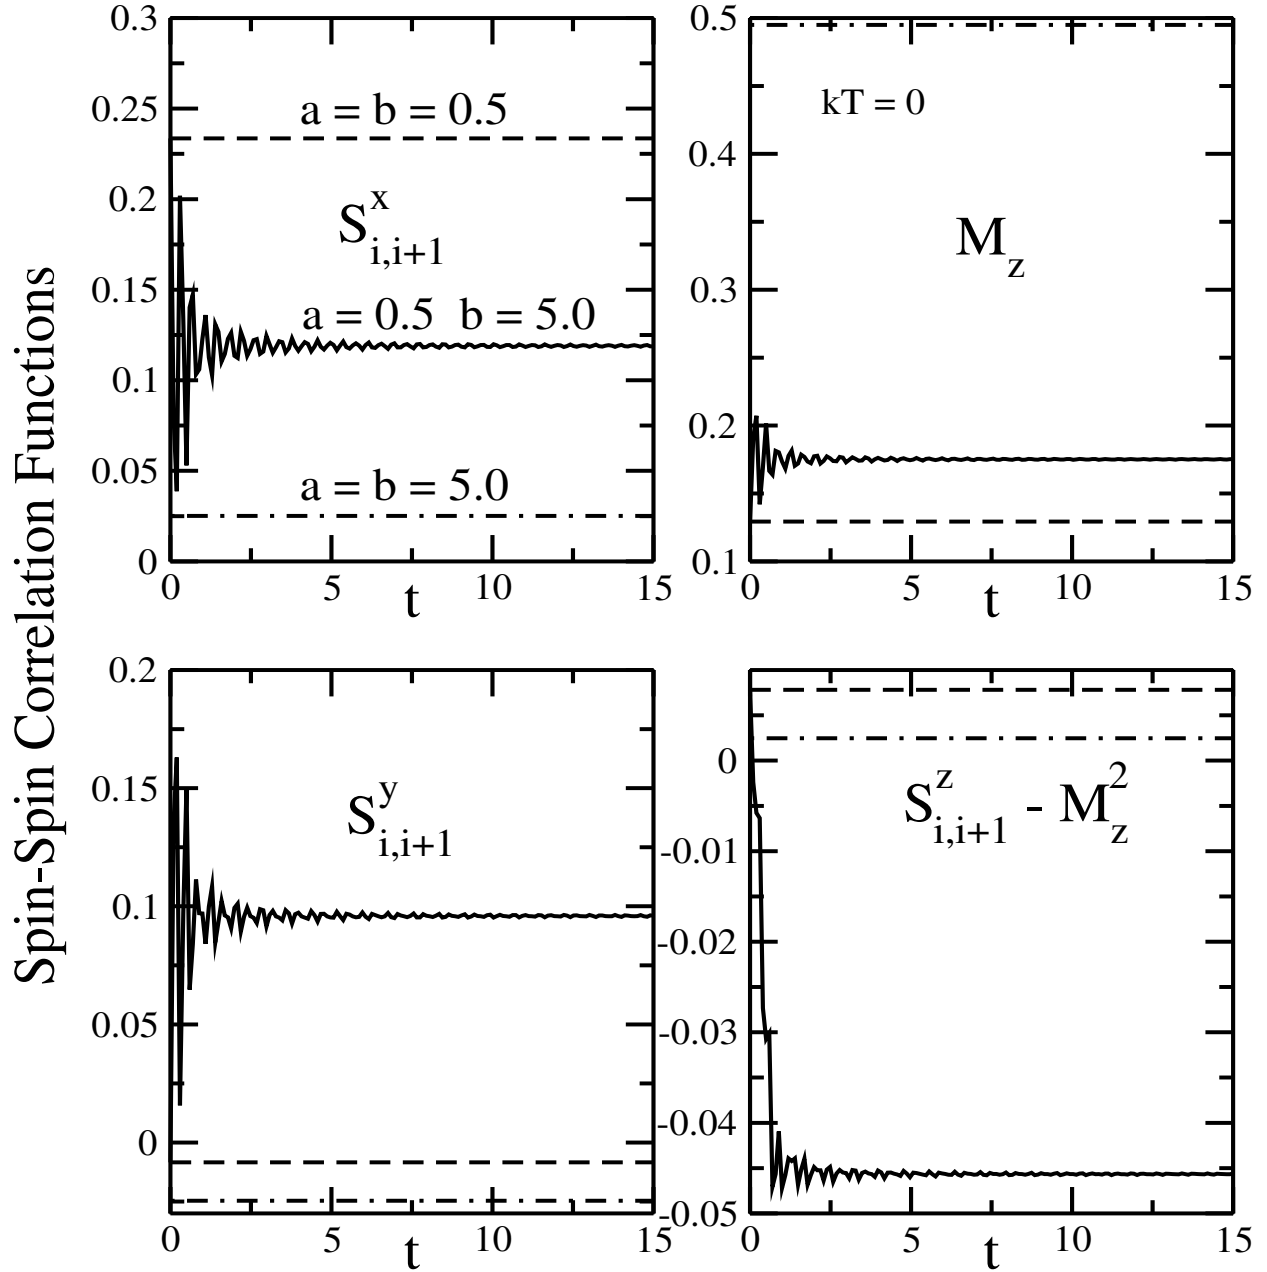 Spin-Spin Correlation Functions
0.3
0.25
0.2
0.15
0.1
0.05
0
a = b = 0.5
S^x_{i,i+1}
a = 0.5 b = 5.0
a = b = 5.0
0 5 10 15
t
0.5
0.4
0.3
0.2
0.1
kT = 0
M_z
0 5 10 15
t
0.2
0.15
0.1
0.05
0
S^y_{i,i+1}
0 5 10 15
t
0
-0.01
-0.02
-0.03
-0.04
-0.05
S^z_{i,i+1} - M_z^2
0 5 10 15
t